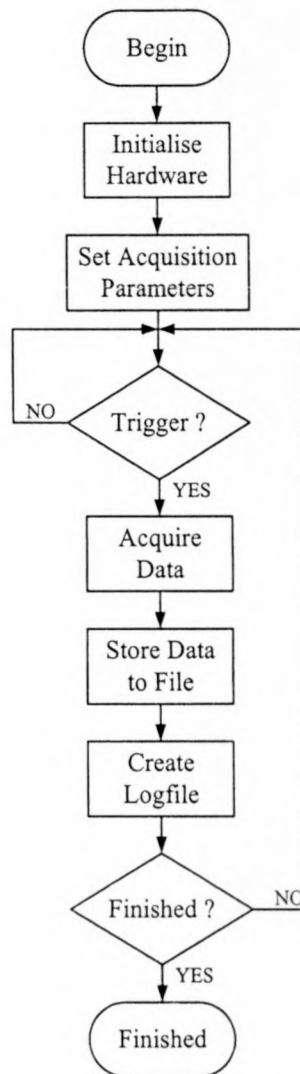 Begin
Initialise
Hardware
Set Acquisition
Parameters
NO
Trigger ?
YES
Acquire
Data
Store Data
to File
Create
Logfile
Finished ?
NO
YES
Finished